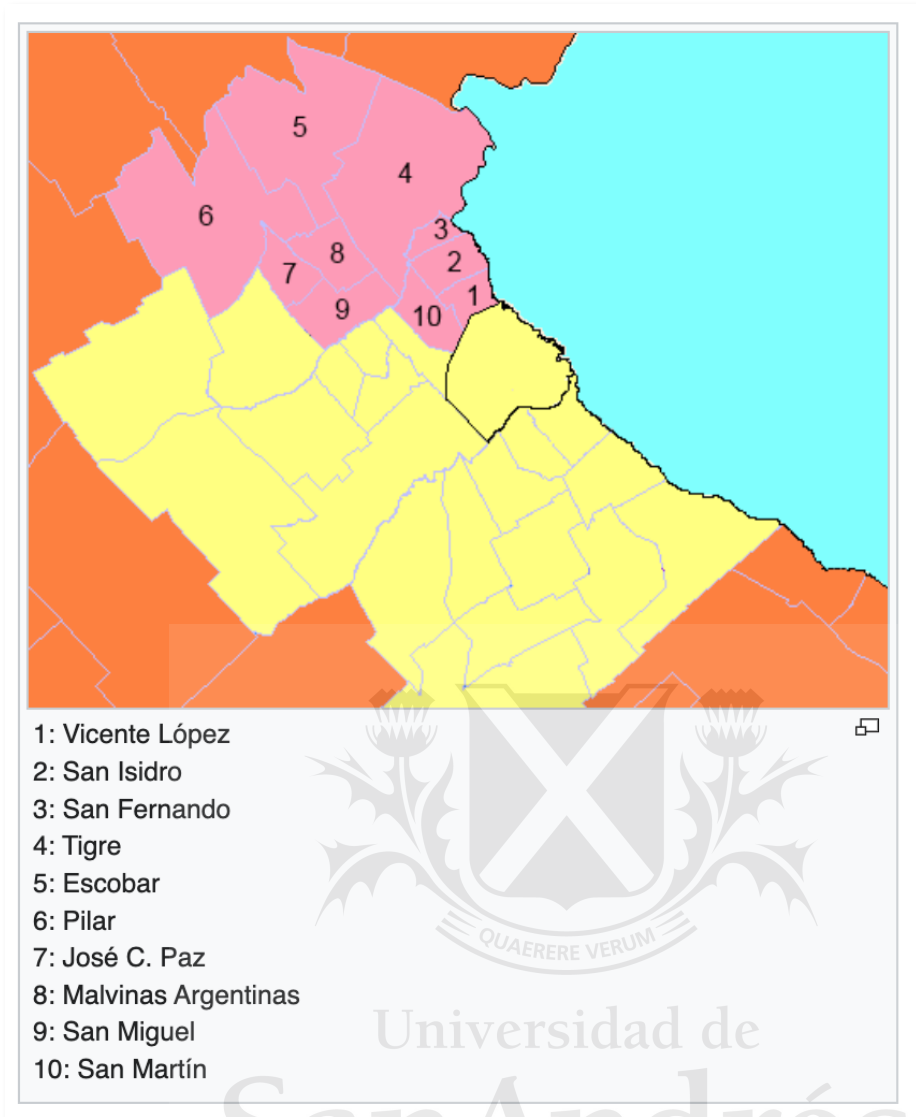 5
4
6
3
8
2
7
1
9
10
1: Vicente López
2: San Isidro
3: San Fernando
4: Tigre
5: Escobar
6: Pilar
7: José C. Paz
8: Malvinas Argentinas
9: San Miguel
10: San Martín
QUAERERE VERUM
Universidad de
SanAndrés